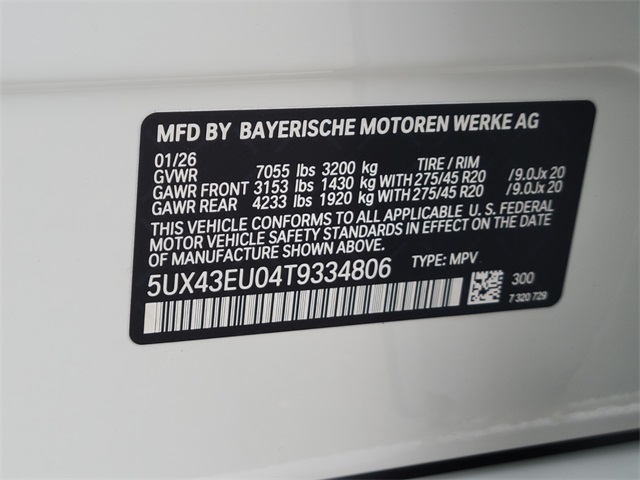 MFD BY BAYERISCHE MOTOREN WERKE AG
01/26 TIRE / RIM
GVWR 7055 lbs 3200 kg
GAWR FRONT 3153 lbs 1430 kg WITH 275/45 R20 /9.0Jx20
GAWR REAR 4233 lbs 1920 kg WITH 275/45 R20 /9.0Jx20
THIS VEHICLE CONFORMS TO ALL APPLICABLE U.S. FEDERAL
MOTOR VEHICLE SAFETY STANDARDS IN EFFECT ON THE DATE
OF MANUFACTURE SHOWN ABOVE.
5UX43EU04T9334806 TYPE: MPV
300
7 320 729